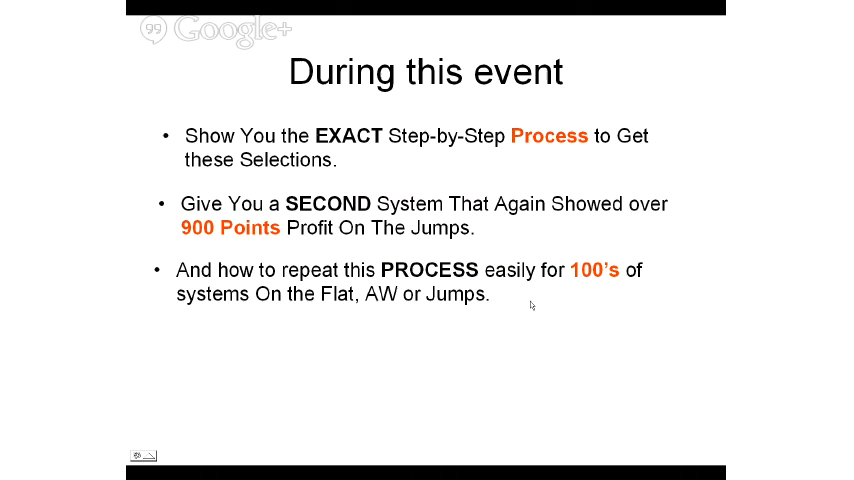 Google+
During this event
• Show You the EXACT Step-by-Step Process to Get
these Selections.
• Give You a SECOND System That Again Showed over
900 Points Profit On The Jumps.
• And how to repeat this PROCESS easily for 100's of
systems On the Flat, AW or Jumps.